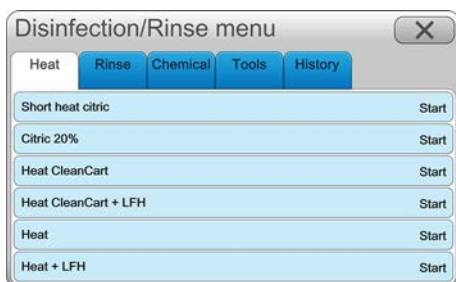 Disinfection/Rinse menu
Heat Rinse Chemical Tools History
Short heat citric Start
Citric 20% Start
Heat CleanCart Start
Heat CleanCart + LFH Start
Heat Start
Heat + LFH Start